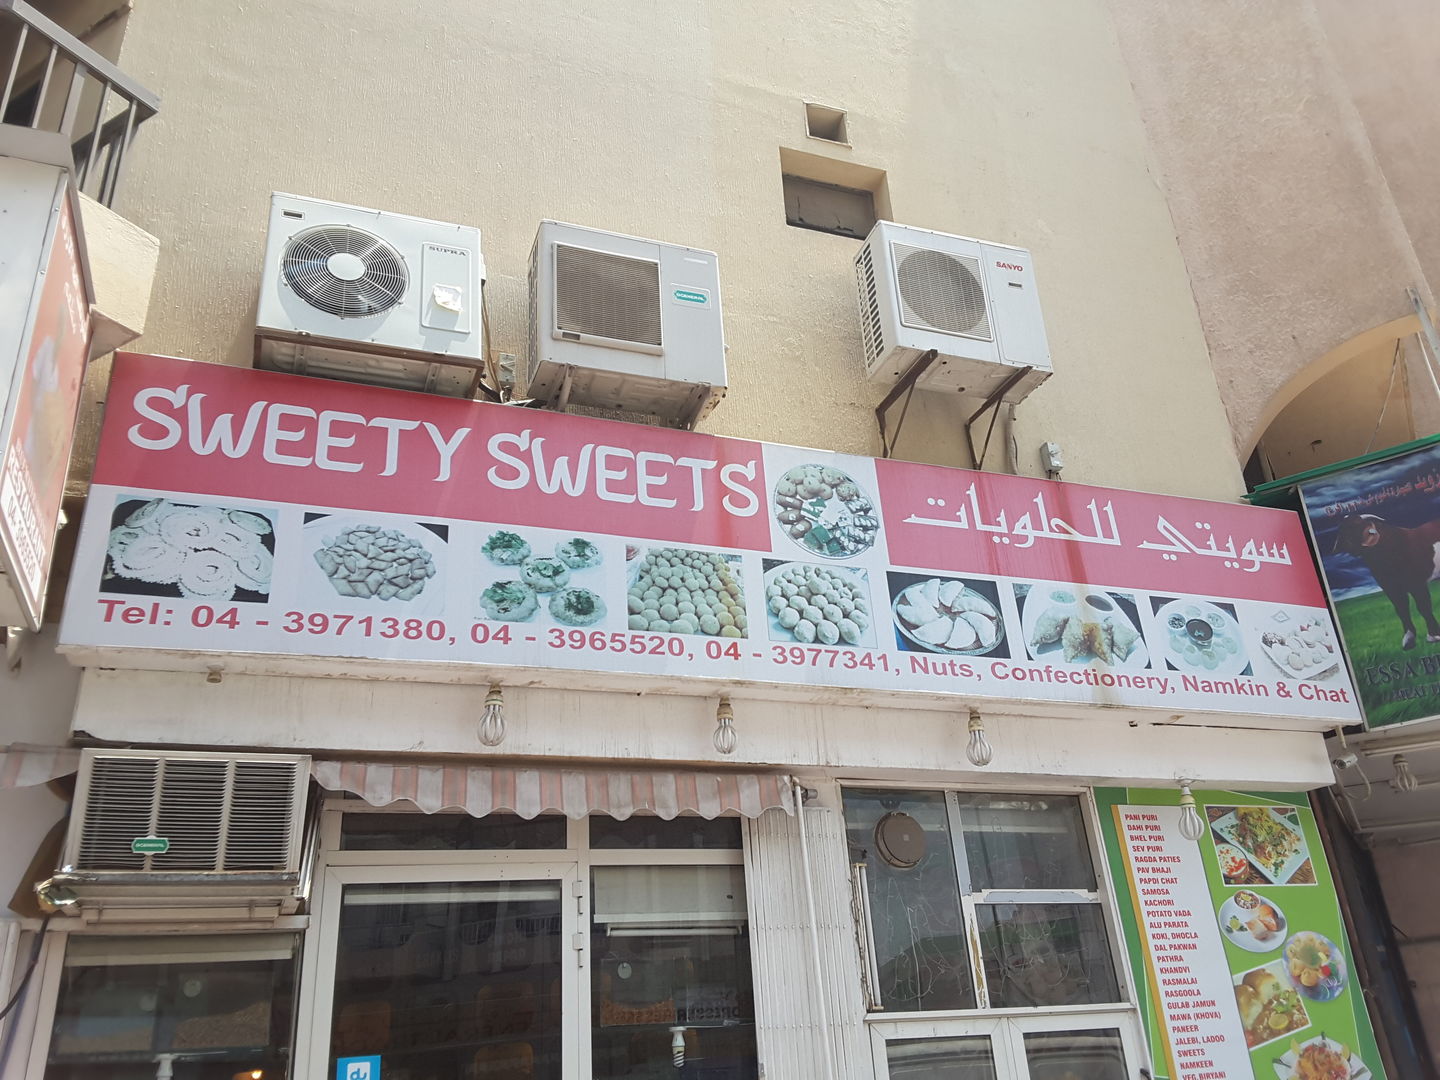 SUPRA
GENERAL
SANYO
SWEETY SWEETS
سويتي للحلويات
Tel: 04 - 3971380, 04 - 3965520, 04 - 3977341, Nuts, Confectionery, Namkin & Chat
GENERAL
ESSA
PANI PURI
DAHI PURI
BHEL PURI
SEV PURI
RAGDA PATIES
PAV BHAJI
PAPDI CHAT
SAMOSA
KACHORI
POTATO VADA
ALU PARATA
KOKI, DHOCLA
DAL PAKWAN
PATHRA
KHANDVI
RASMALAI
RASGOOLA
GULAB JAMUN
MAWA (KHOVA)
PANEER
JALEBI, LADOO
SWEETS
NAMKEEN
VEG.BIRYANI
du